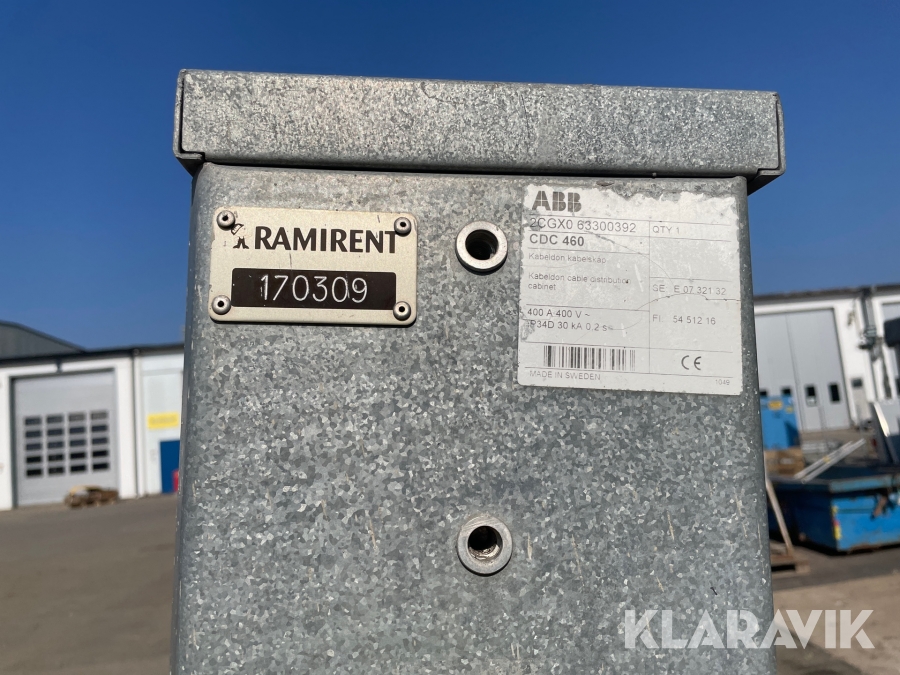 RAMIRENT
170309
ABB
2CGX0 63300392 QTY 1
CDC 460
Kabeldon kabelskåp
Kabeldon cable distribution
cabinet
SE E 07 321 32
400 A 400 V ~
IP34D 30 kA 0,2 s
FI 54 512 16
CE
MADE IN SWEDEN
1048
KLARAVIK